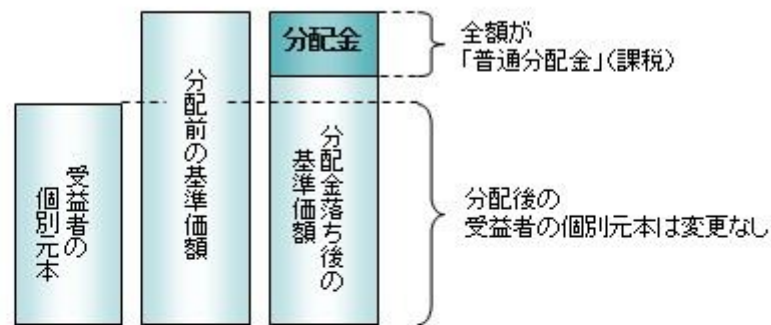 受益者の
個別元本
分配前の基準価額
分配金
分配金落ち後の
基準価額
全額が
「普通分配金」(課税)
分配後の
受益者の個別元本は変更なし